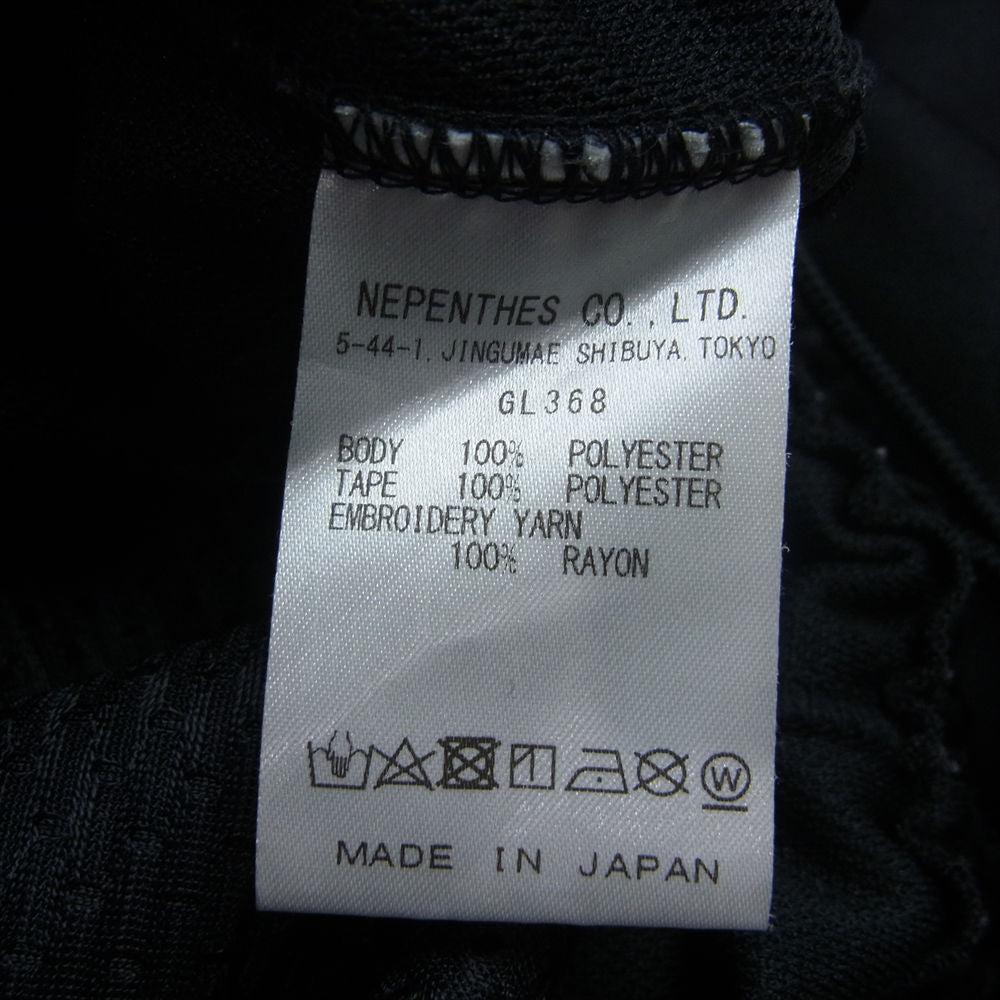 NEPENTHES CO., LTD.
5-44-1, JINGUMAE SHIBUYA, TOKYO
GL368
BODY 100% POLYESTER
TAPE 100% POLYESTER
EMBROIDERY YARN
100% RAYON
W
MADE IN JAPAN